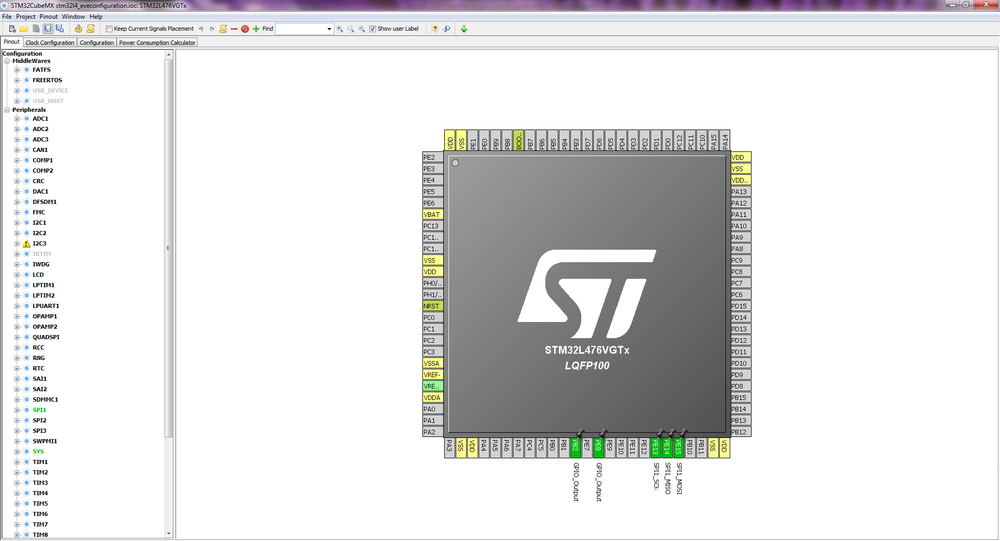 STM32CubeMX stm32l4_eveconfiguration.ioc: STM32L476VGTx
File Project Pinout Window Help
Keep Current Signals Placement Find Show user Label
Pinout Clock Configuration Configuration Power Consumption Calculator
Configuration
MiddleWares
FATFS
FREERTOS
USB_DEVICE
USB_HOST
Peripherals
ADC1
ADC2
ADC3
CAN1
COMP1
COMP2
CRC
DAC1
DFSDM1
FMC
I2C1
I2C2
I2C3
IRTIM
IWDG
LCD
LPTIM1
LPTIM2
LPUART1
OPAMP1
OPAMP2
QUADSPI
RCC
RNG
RTC
SAI1
SAI2
SDMMC1
SPI1
SPI2
SPI3
SWPMI1
SYS
TIM1
TIM2
TIM3
TIM4
TIM5
TIM6
TIM7
TIM8
VDD VSS PE1 PE0 PB9 PB8 BOO.. PB7 PB6 PB5 PB4 PB3 PD7 PD6 PD5 PD4 PD3 PD2 PD1 PD0 PC12 PC11 PC10 PA15 PA14
PE2
PE3
PE4
PE5
PE6
VBAT
PC13
PC1..
PC1..
VSS
VDD
PH0/..
PH1/..
NRST
PC0
PC1
PC2
PC3
VSSA
VREF-
VRE..
VDDA
PA0
PA1
PA2
ST
STM32L476VGTx
LQFP100
VDD
VSS
VDD..
PA13
PA12
PA11
PA10
PA9
PA8
PC9
PC8
PC7
PC6
PD15
PD14
PD13
PD12
PD11
PD10
PD9
PD8
PB15
PB14
PB13
PB12
PA3 VSS VDD PA4 PA5 PA6 PA7 PC4 PC5 PB0 PB1 PB2 PE7 PE8 PE9 PE10 PE11 PE12 PE13 PE14 PE15 PB10 PB11 VSS VDD
GPIO_Output GPIO_Output SPI1_SCK SPI1_MISO SPI1_MOSI